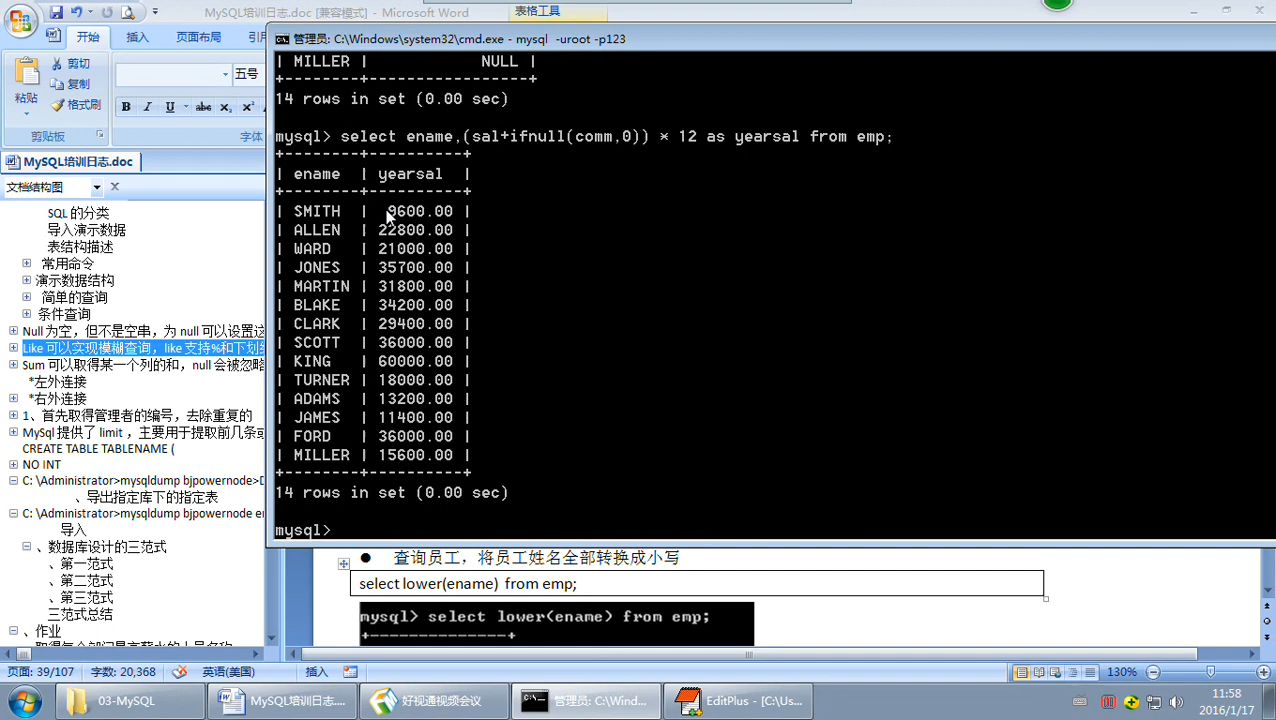 MySQL培训日志.doc [兼容模式] - Microsoft Word
表格工具
开始
插入
页面布局
剪切
复制
格式刷
粘贴
五号
剪贴板
字体
MySQL培训日志.doc
文档结构图
SQL 的分类
导入演示数据
表结构描述
常用命令
演示数据结构
简单的查询
条件查询
Null 为空，但不是空串，为 null 可以设置这
Like 可以实现模糊查询，like 支持%和下划
Sum 可以取得某一个列的和，null 会被忽略
*左外连接
*右外连接
1、首先取得管理者的编号，去除重复的
MySql 提供了 limit ，主要用于提取前几条或
CREATE TABLE TABLENAME (
NO INT
C: \Administrator>mysqldump bjpowernode>
、导出指定库下的指定表
C: \Administrator>mysqldump bjpowernode
导入
、数据库设计的三范式
、第一范式
、第二范式
、第三范式
三范式总结
、作业
管理员: C:\Windows\system32\cmd.exe - mysql -uroot -p123
| MILLER | NULL |
+--------+-----------------+
14 rows in set (0.00 sec)
mysql> select ename,(sal+ifnull(comm,0)) * 12 as yearsal from emp;
+--------+----------+
| ename | yearsal |
+--------+----------+
| SMITH | 9600.00 |
| ALLEN | 22800.00 |
| WARD | 21000.00 |
| JONES | 35700.00 |
| MARTIN | 31800.00 |
| BLAKE | 34200.00 |
| CLARK | 29400.00 |
| SCOTT | 36000.00 |
| KING | 60000.00 |
| TURNER | 18000.00 |
| ADAMS | 13200.00 |
| JAMES | 11400.00 |
| FORD | 36000.00 |
| MILLER | 15600.00 |
+--------+----------+
14 rows in set (0.00 sec)
mysql>
● 查询员工，将员工姓名全部转换成小写
select lower(ename) from emp;
mysql> select lower(ename) from emp;
+--------------+
页面: 39/107 字数: 20,368 英语(美国) 插入 130%
03-MySQL
MySQL培训日志....
好视通视频会议
管理员: C:\Wind...
EditPlus - [C:\Us...
11:58
2016/1/17